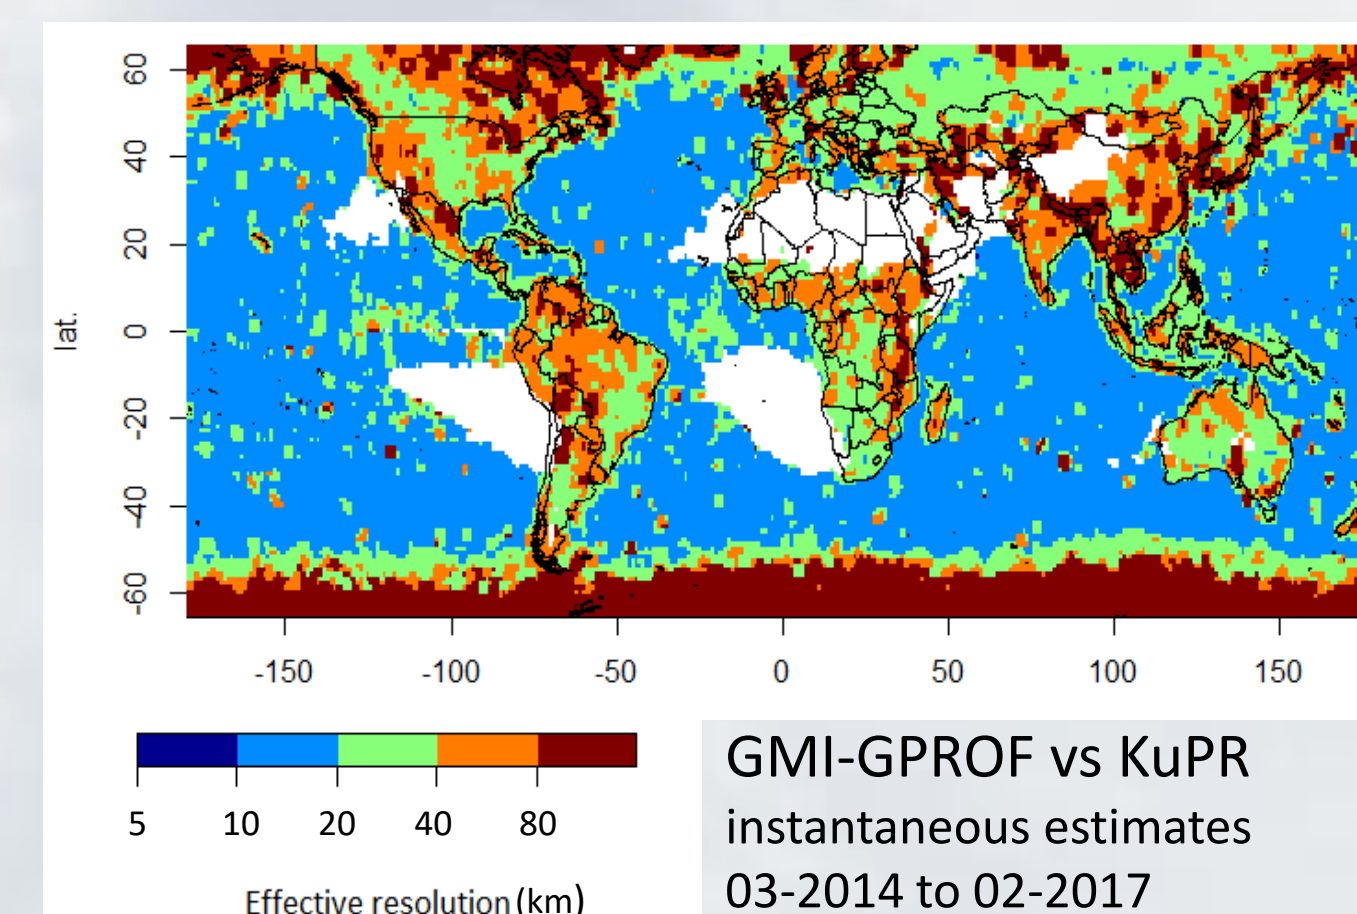 60
40
20
0
-20
-40
-60
lat.
-150 -100 -50 0 50 100 150
5 10 20 40 80
Effective resolution (km)
GMI-GPROF vs KuPR
instantaneous estimates
03-2014 to 02-2017